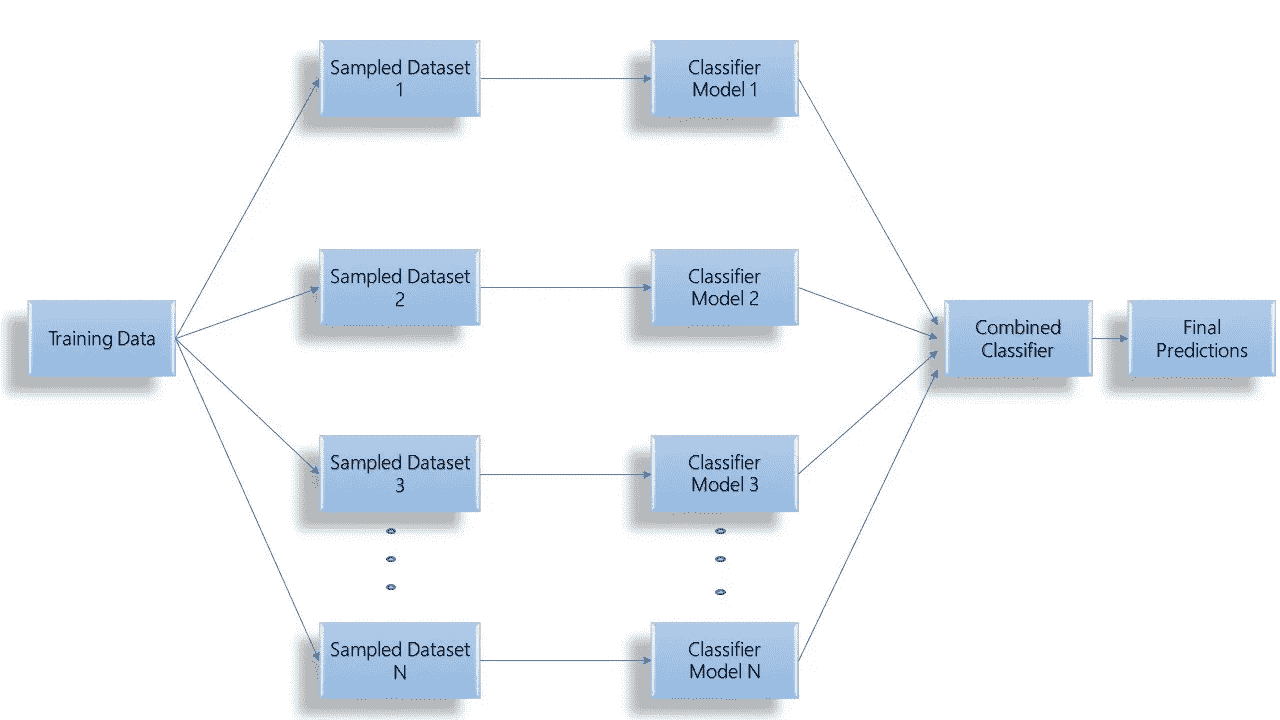 Sampled Dataset
1
Classifier
Model 1
Sampled Dataset
2
Classifier
Model 2
Training Data
Combined
Classifier
Final
Predictions
Sampled Dataset
3
Classifier
Model 3
Sampled Dataset
N
Classifier
Model N